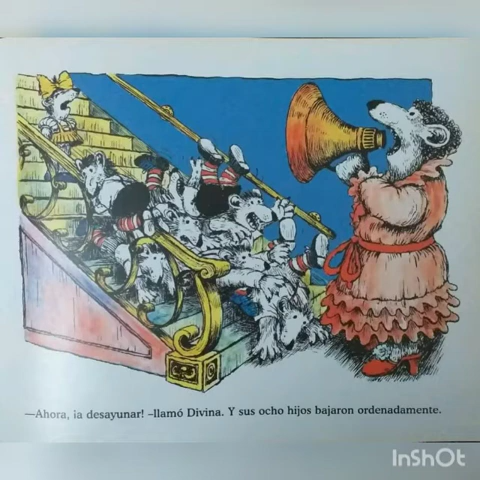 —Ahora, ¡a desayunar! –llamó Divina. Y sus ocho hijos bajaron ordenadamente.
InShOt